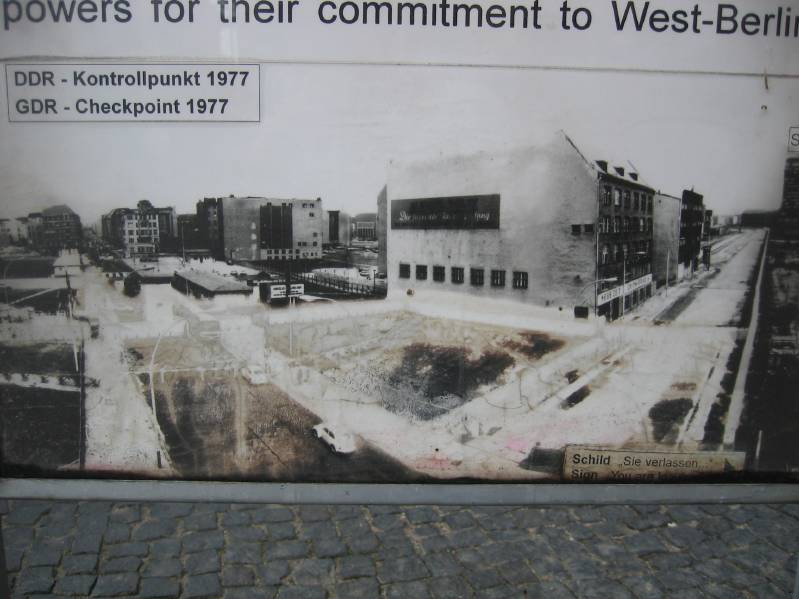 powers for their commitment to West-Berlin
DDR - Kontrollpunkt 1977
GDR - Checkpoint 1977
S
Die
Schild „Sie verlassen...
Sign You are